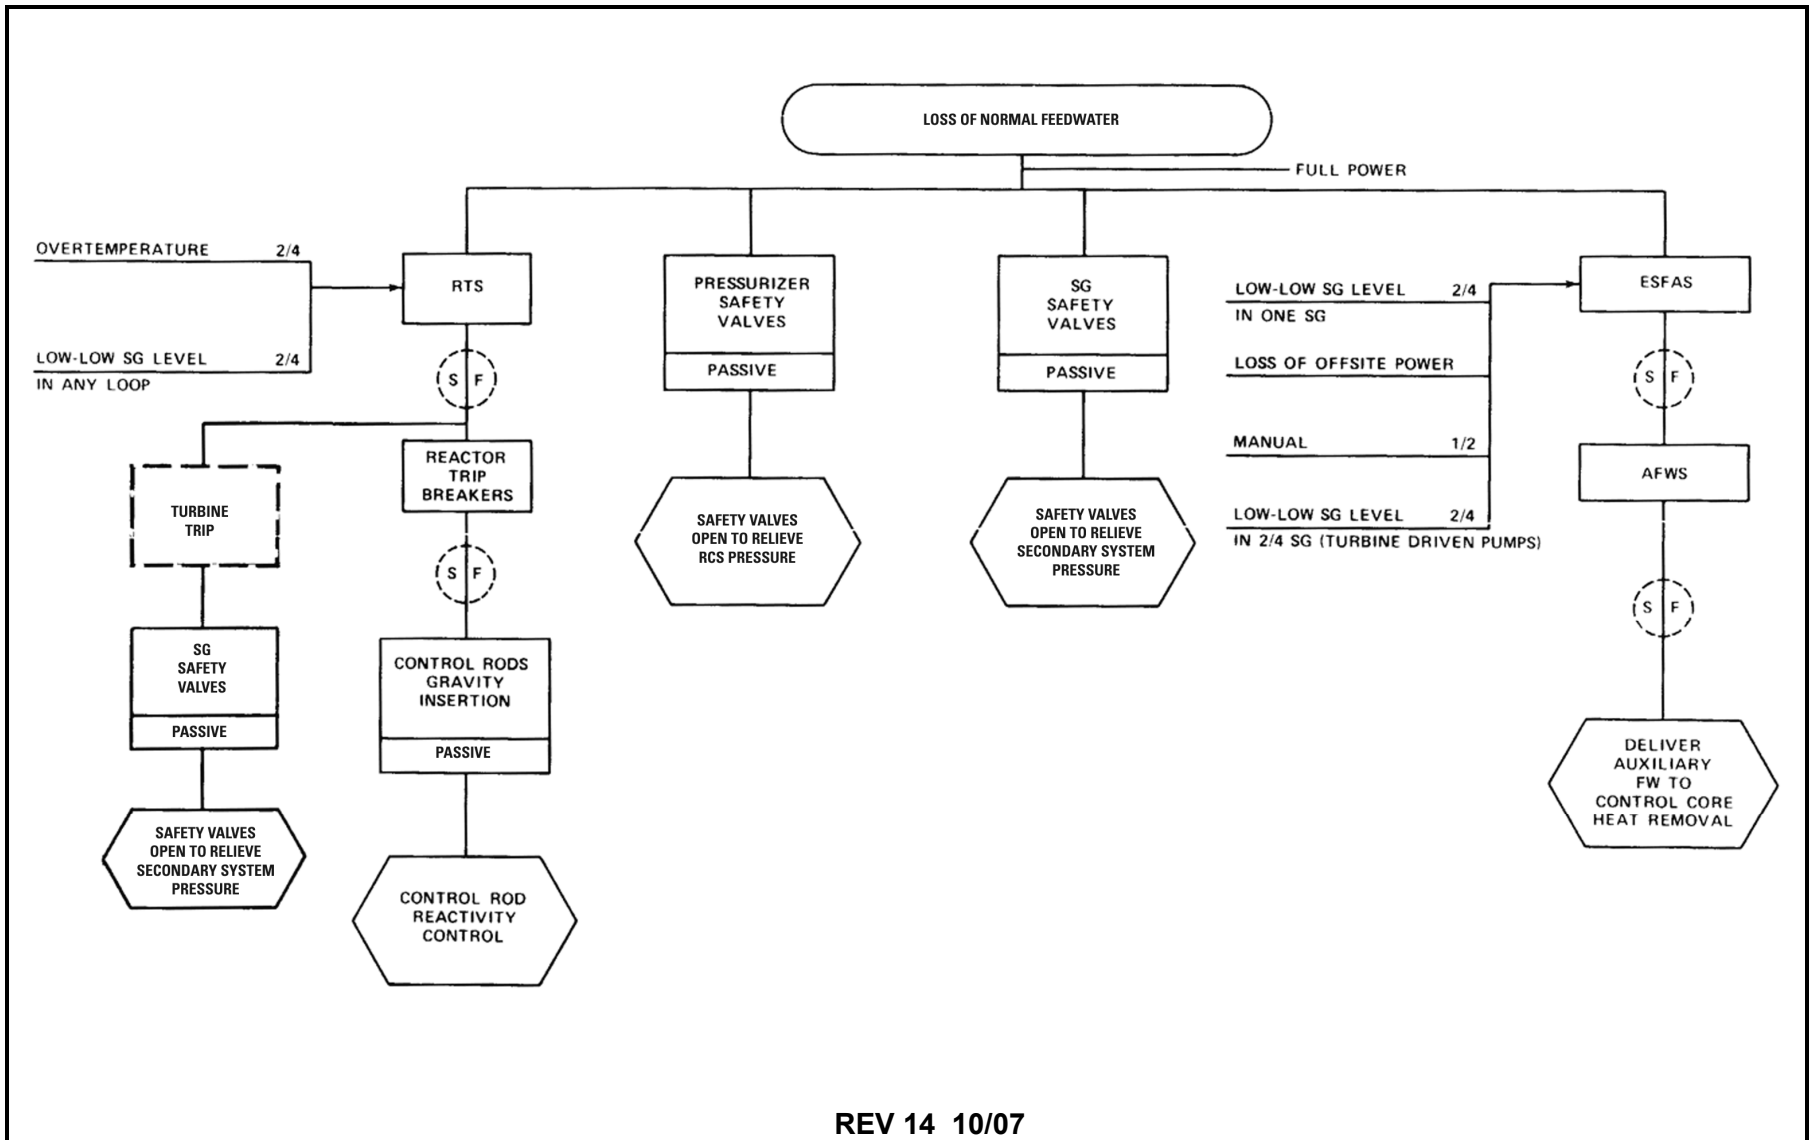 LOSS OF NORMAL FEEDWATER
FULL POWER
OVERTEMPERATURE 2/4
LOW-LOW SG LEVEL 2/4
IN ANY LOOP
RTS
S F
TURBINE
TRIP
SG
SAFETY
VALVES
PASSIVE
SAFETY VALVES
OPEN TO RELIEVE
SECONDARY SYSTEM
PRESSURE
REACTOR
TRIP
BREAKERS
S F
CONTROL RODS
GRAVITY
INSERTION
PASSIVE
CONTROL ROD
REACTIVITY
CONTROL
PRESSURIZER
SAFETY
VALVES
PASSIVE
SAFETY VALVES
OPEN TO RELIEVE
RCS PRESSURE
SG
SAFETY
VALVES
PASSIVE
SAFETY VALVES
OPEN TO RELIEVE
SECONDARY SYSTEM
PRESSURE
LOW-LOW SG LEVEL 2/4
IN ONE SG
LOSS OF OFFSITE POWER
MANUAL 1/2
LOW-LOW SG LEVEL 2/4
IN 2/4 SG (TURBINE DRIVEN PUMPS)
ESFAS
S F
AFWS
S F
DELIVER
AUXILIARY
FW TO
CONTROL CORE
HEAT REMOVAL
REV 14 10/07